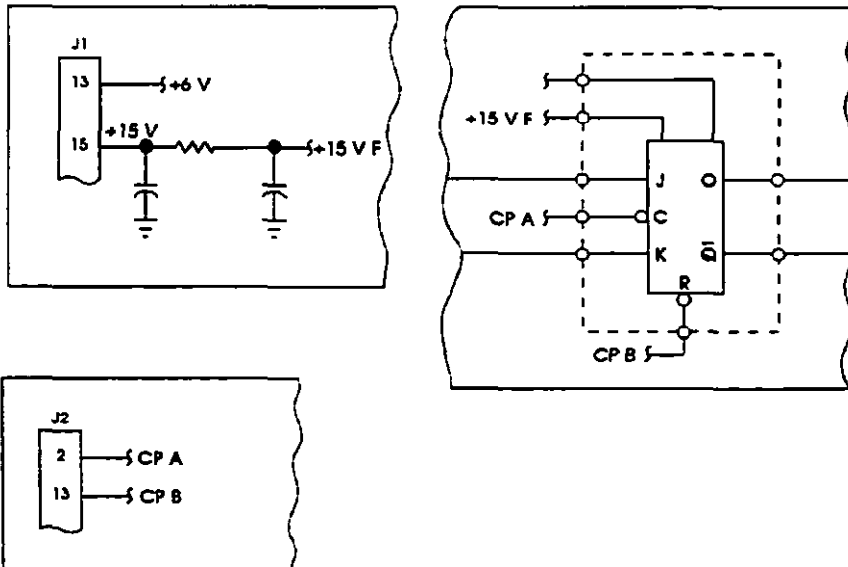 J1
13
+6 V
+15 V
15
+15 V F
+15 V F
J
Q
CP A
C
K
Q̅
R
CP B
J2
2
CP A
13
CP B